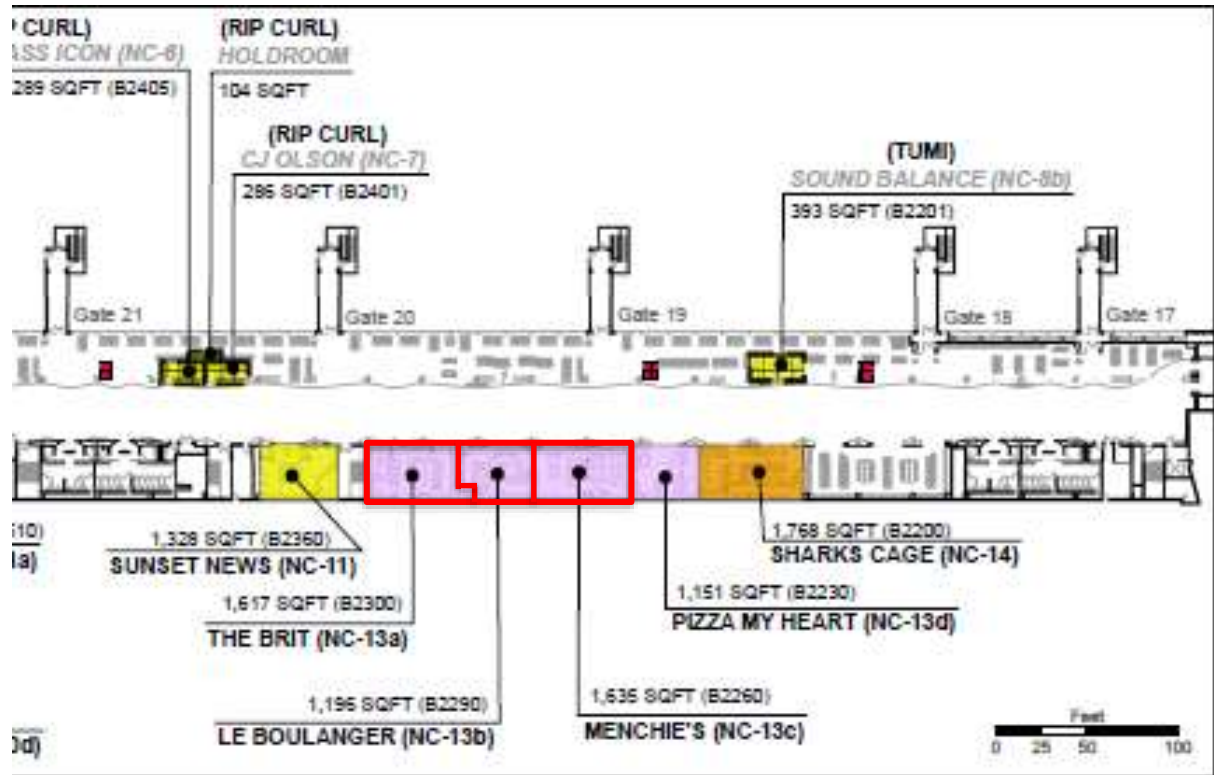 CURL)
ASS ICON (NC-6)
289 SQFT (B2405)
(RIP CURL)
HOLDROOM
104 SQFT
(RIP CURL)
CJ OLSON (NC-7)
286 SQFT (B2401)
(TUMI)
SOUND BALANCE (NC-8b)
393 SQFT (B2201)
Gate 21
Gate 20
Gate 19
Gate 18
Gate 17
1,328 SQFT (B2360)
SUNSET NEWS (NC-11)
1,617 SQFT (B2300)
THE BRIT (NC-13a)
1,196 SQFT (B2290)
LE BOULANGER (NC-13b)
1,635 SQFT (B2260)
MENCHIE'S (NC-13c)
1,151 SQFT (B2230)
PIZZA MY HEART (NC-13d)
1,768 SQFT (B2200)
SHARKS CAGE (NC-14)
Feet
0 25 50 100